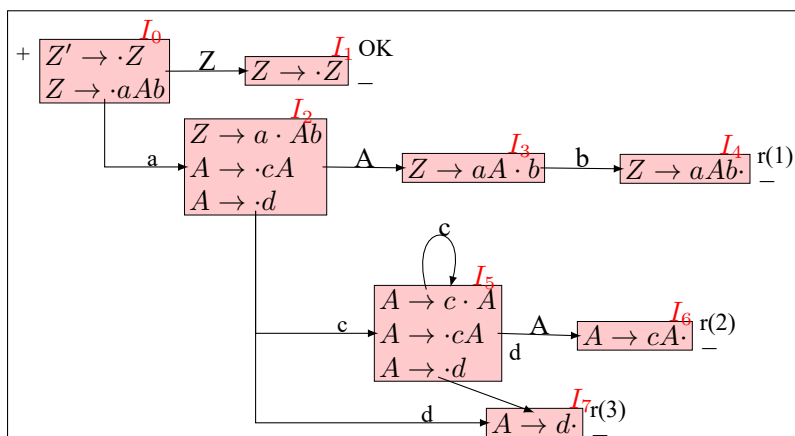 I₀
+
Z′ → ·Z
Z → ·aAb
Z
I₁ OK
Z → ·Z
–
I₂
Z → a · Ab
A → ·cA
A → ·d
a
A
I₃
Z → aA · b
b
I₄ r(1)
Z → aAb·
–
c
I₅
A → c · A
A → ·cA
A → ·d
c
A
d
I₆ r(2)
A → cA·
–
d
I₇ r(3)
A → d·
–